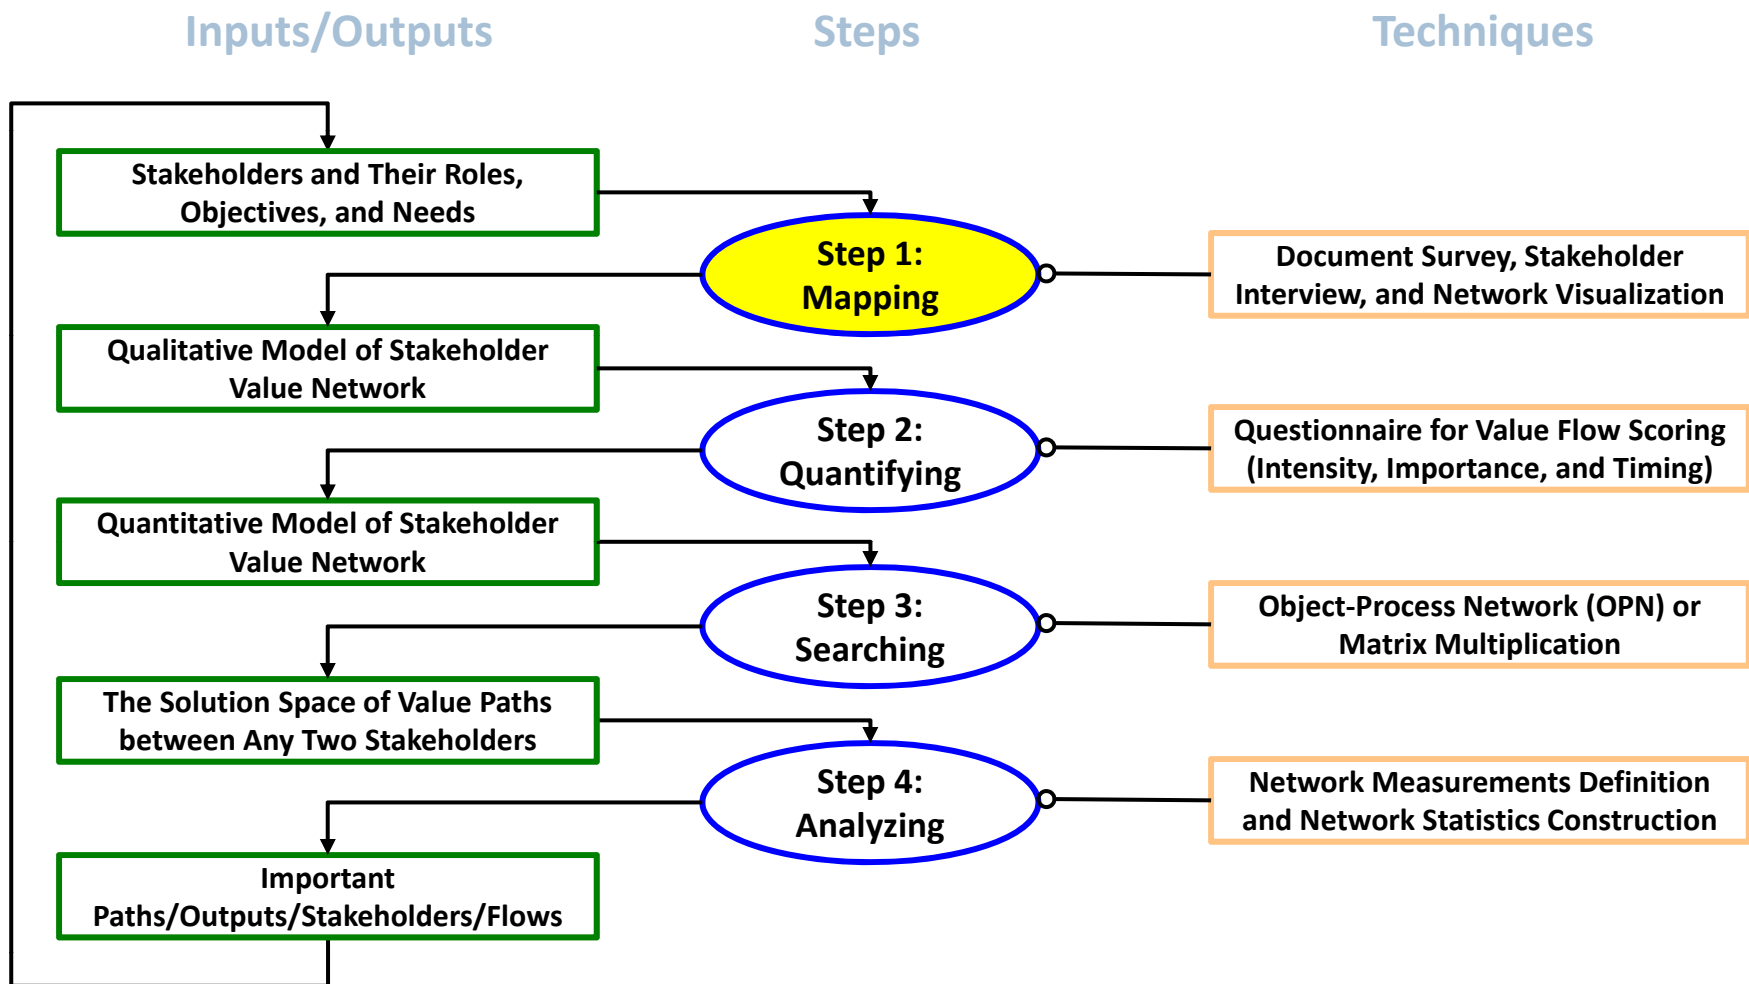 Inputs/Outputs
Steps
Techniques
Stakeholders and Their Roles,
Objectives, and Needs
Step 1:
Mapping
Document Survey, Stakeholder
Interview, and Network Visualization
Qualitative Model of Stakeholder
Value Network
Step 2:
Quantifying
Questionnaire for Value Flow Scoring
(Intensity, Importance, and Timing)
Quantitative Model of Stakeholder
Value Network
Step 3:
Searching
Object-Process Network (OPN) or
Matrix Multiplication
The Solution Space of Value Paths
between Any Two Stakeholders
Step 4:
Analyzing
Network Measurements Definition
and Network Statistics Construction
Important
Paths/Outputs/Stakeholders/Flows